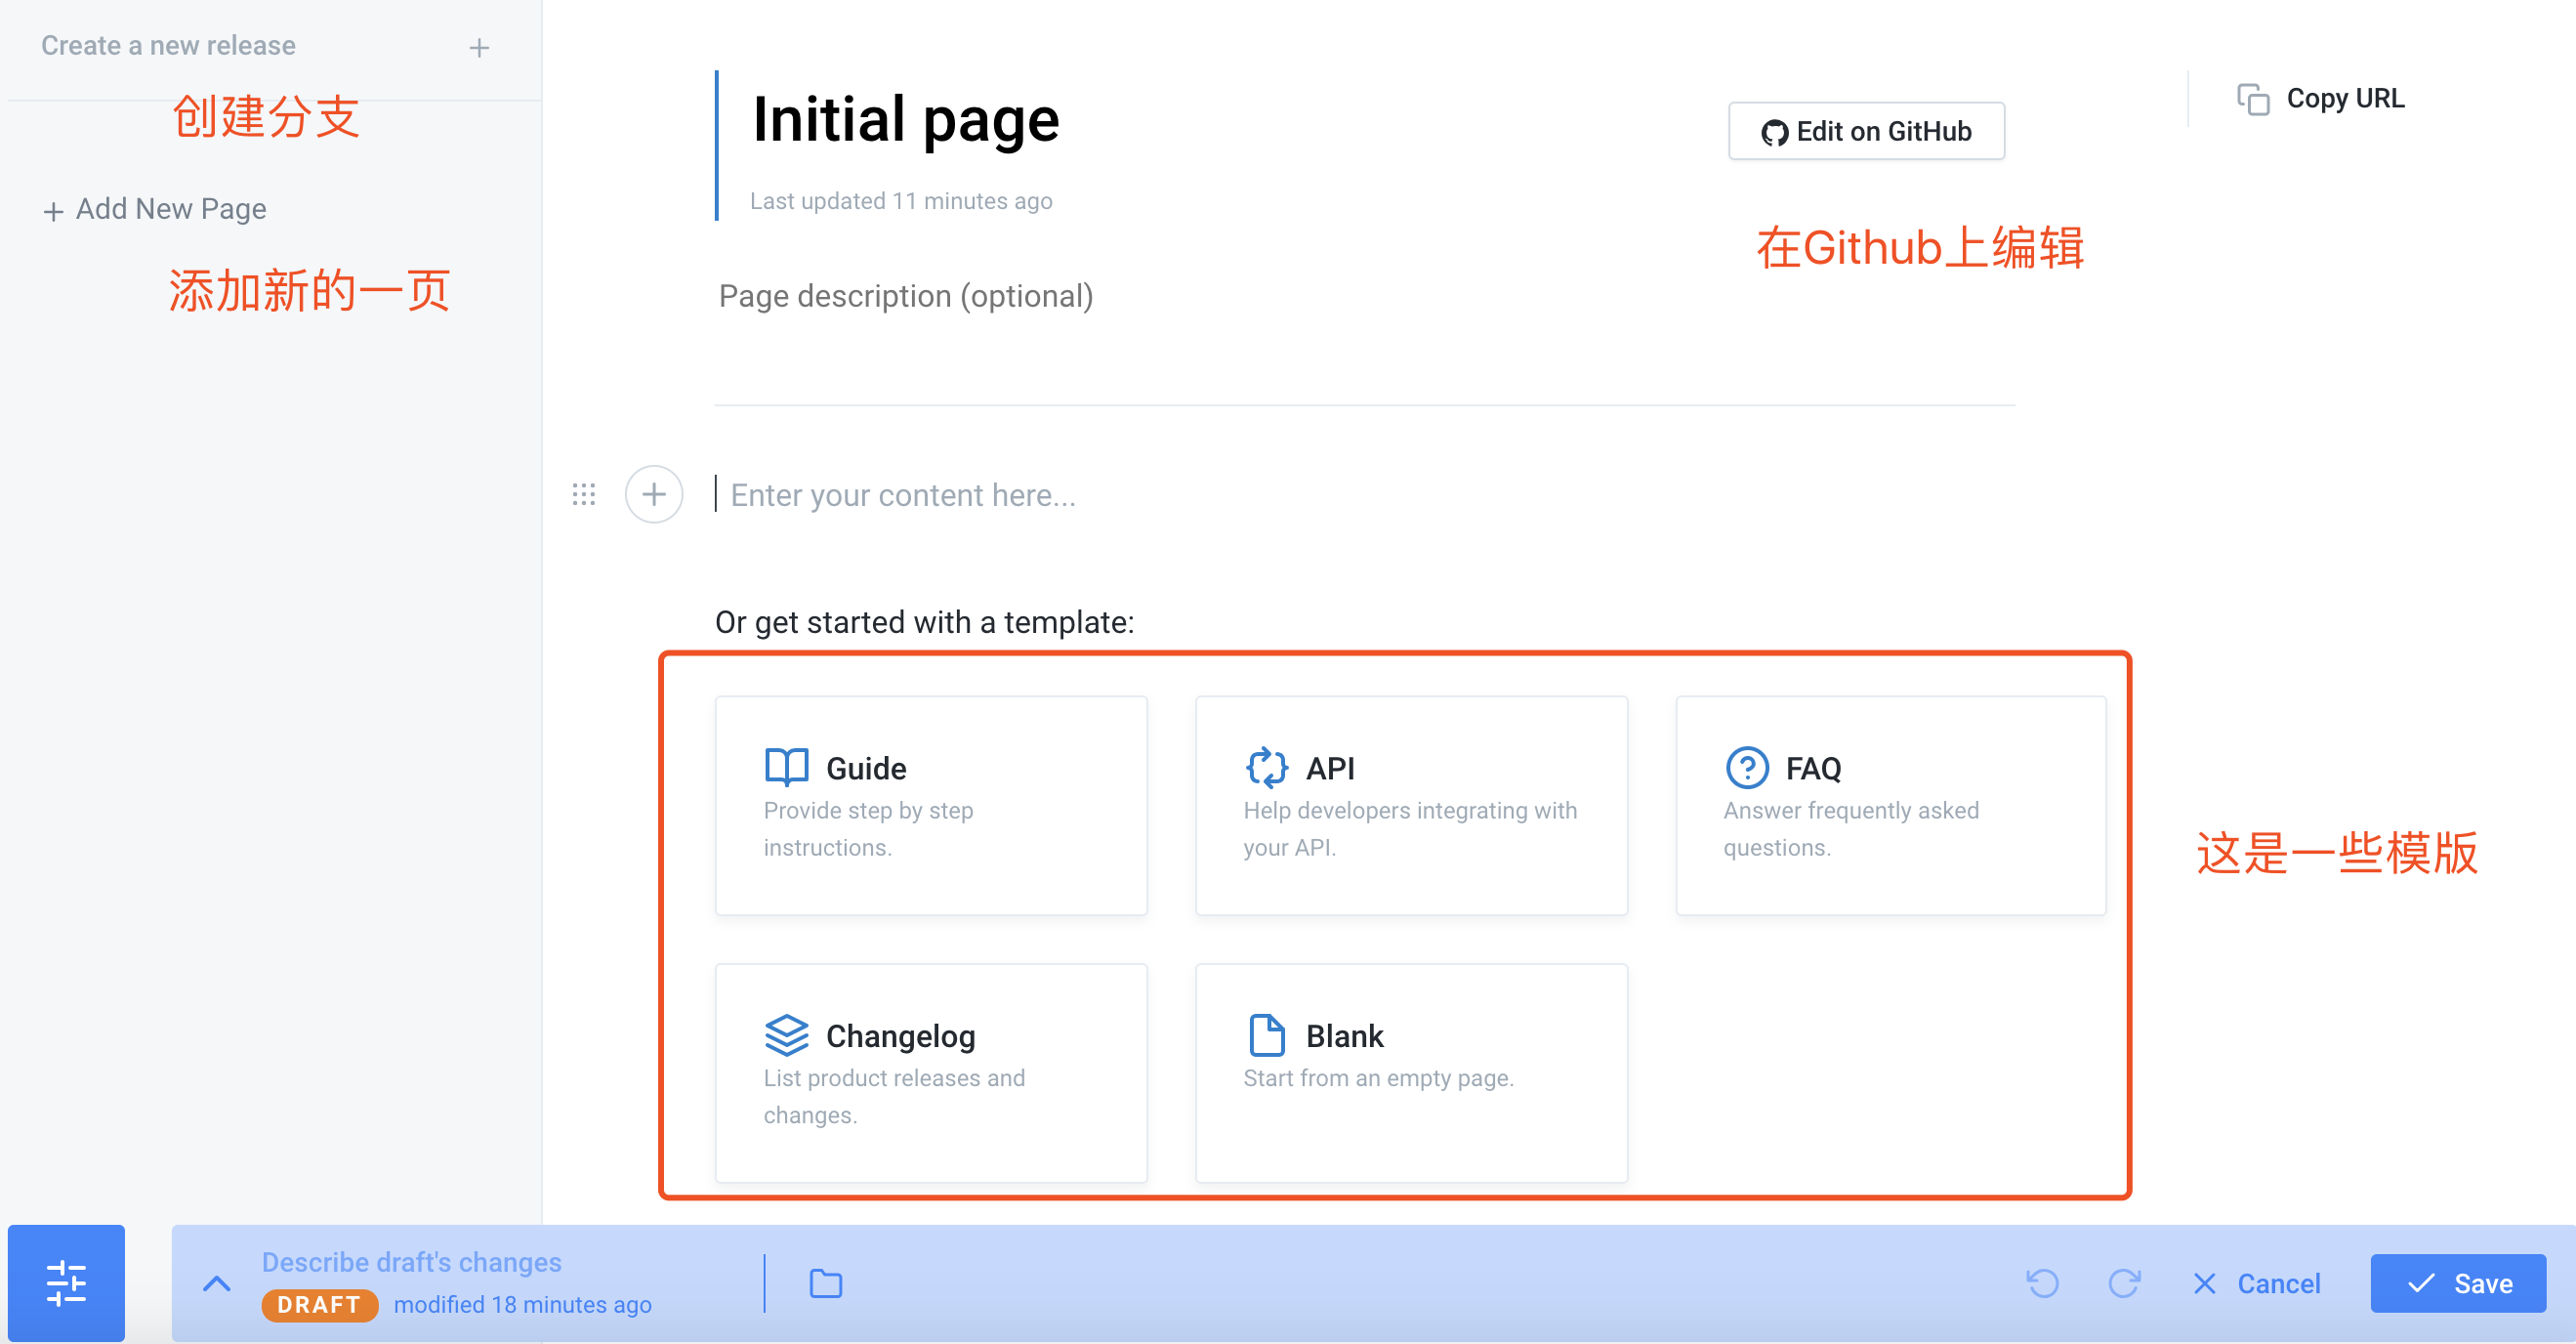 Create a new release
创建分支
Add New Page
添加新的一页
Initial page
Last updated 11 minutes ago
Edit on GitHub
Copy URL
在Github上编辑
Page description (optional)
Enter your content here...
Or get started with a template:
Guide
Provide step by step
instructions.
API
Help developers integrating with
your API.
FAQ
Answer frequently asked
questions.
这是一些模版
Changelog
List product releases and
changes.
Blank
Start from an empty page.
Describe draft's changes
DRAFT modified 18 minutes ago
Cancel
Save